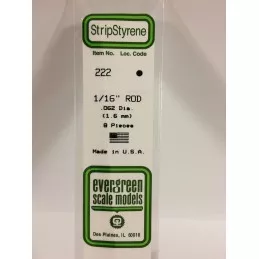 StripStyrene
Item No. Loc. Code
222
1/16" ROD
.062 Dia.
(1.6 mm)
8 Pieces
Made in U.S.A.
evergreen
scale models
Des Plaines, IL 60018